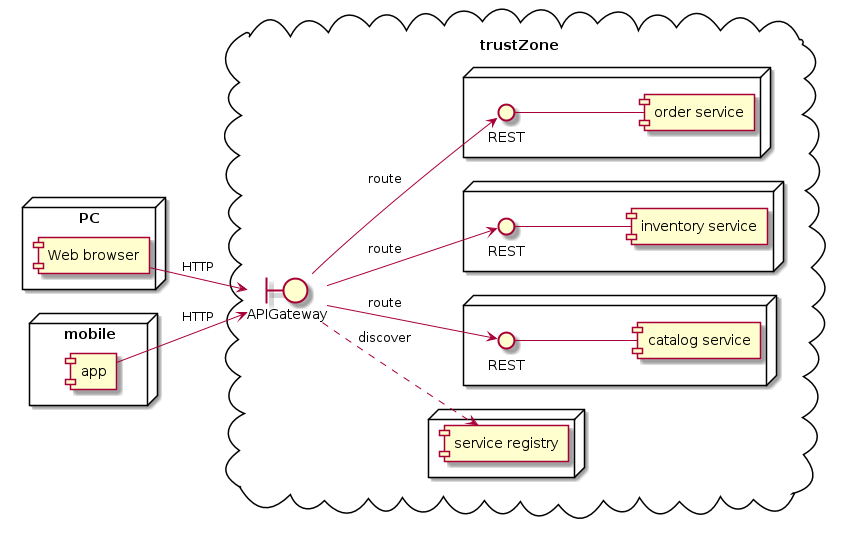 trustZone
order service
REST
route
inventory service
REST
route
PC
Web browser
HTTP
APIGateway
route
HTTP
mobile
app
discover
catalog service
REST
service registry